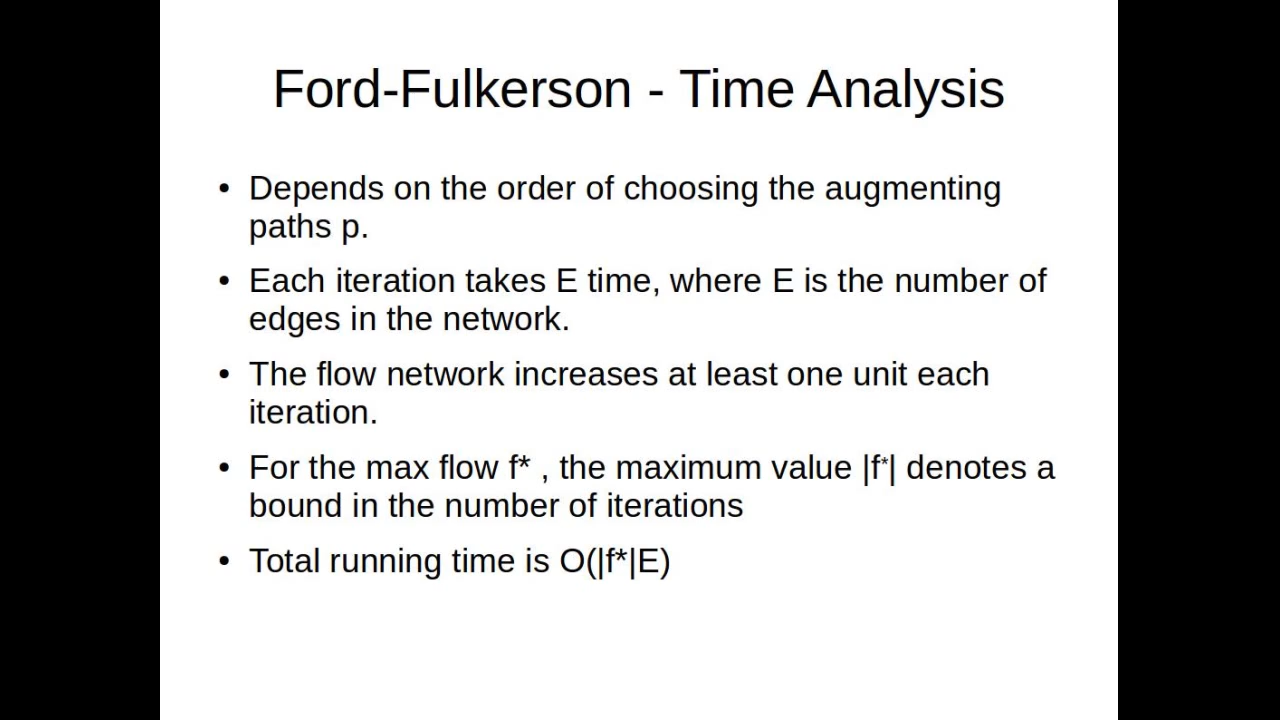 Ford-Fulkerson - Time Analysis
• Depends on the order of choosing the augmenting
paths p.
• Each iteration takes E time, where E is the number of
edges in the network.
• The flow network increases at least one unit each
iteration.
• For the max flow f* , the maximum value |f*| denotes a
bound in the number of iterations
• Total running time is O(|f*|E)